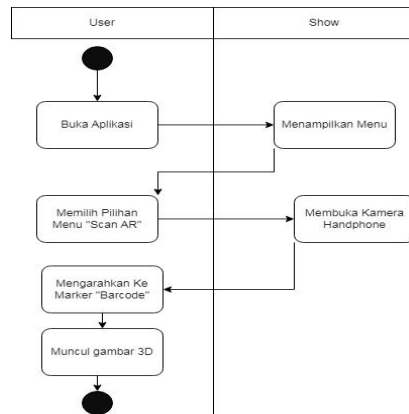 User
Show
Buka Aplikasi
Menampilkan Menu
Memilih Pilihan
Menu "Scan AR"
Membuka Kamera
Handphone
Mengarahkan Ke
Marker "Barcode"
Muncul gambar 3D